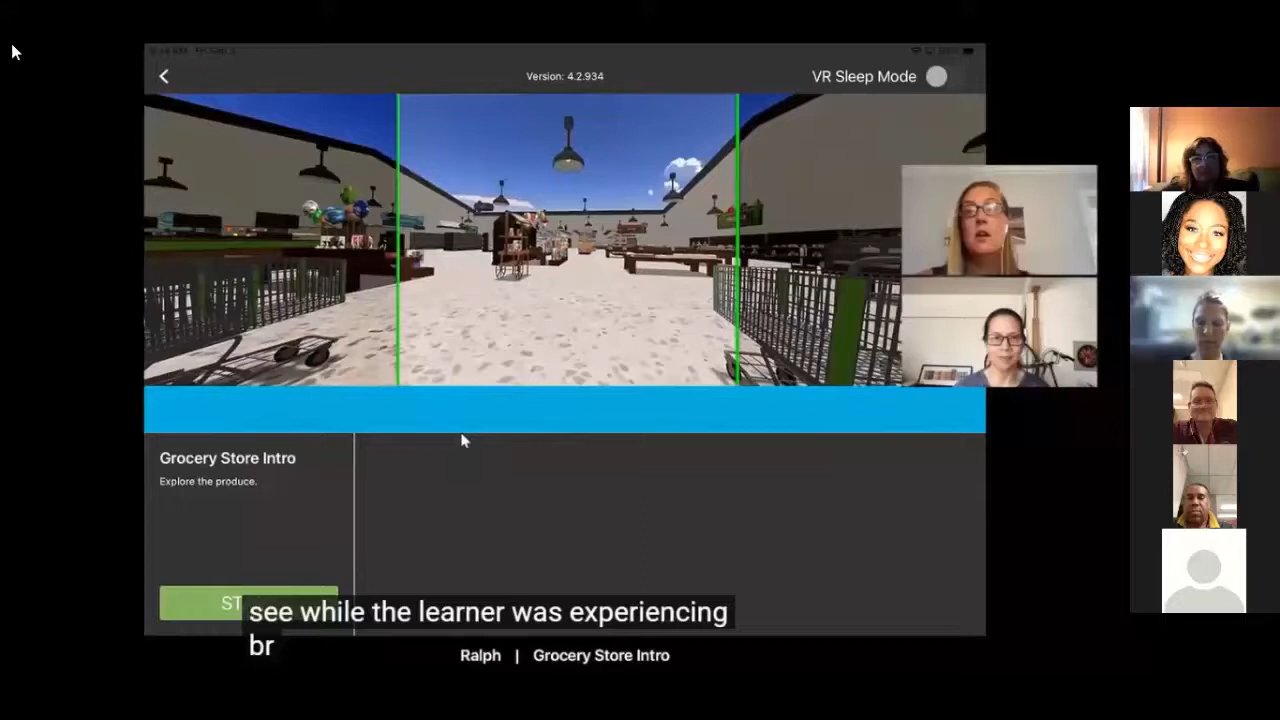 Version: 4.2.934
VR Sleep Mode
Grocery Store Intro
Explore the produce.
ST
see while the learner was experiencing
br
Ralph | Grocery Store Intro